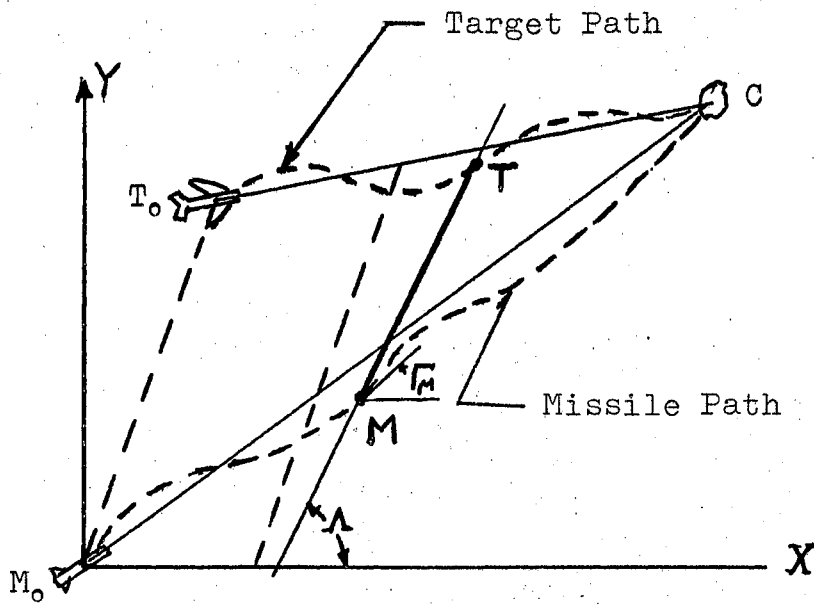 Target Path
Y
C
T₀
T
Γ_M
Missile Path
M
Λ
X
M₀